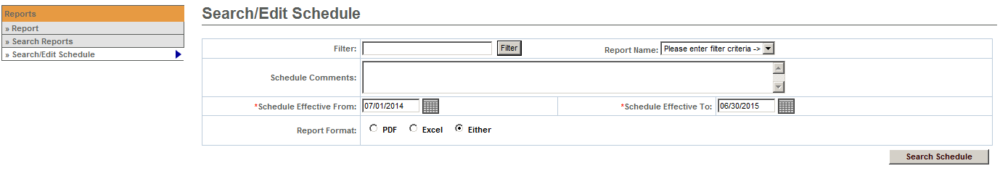 Reports
» Report
» Search Reports
» Search/Edit Schedule
Search/Edit Schedule
Filter: Filter Report Name: Please enter filter criteria ->
Schedule Comments:
*Schedule Effective From: 07/01/2014 *Schedule Effective To: 06/30/2015
Report Format: PDF Excel Either
Search Schedule